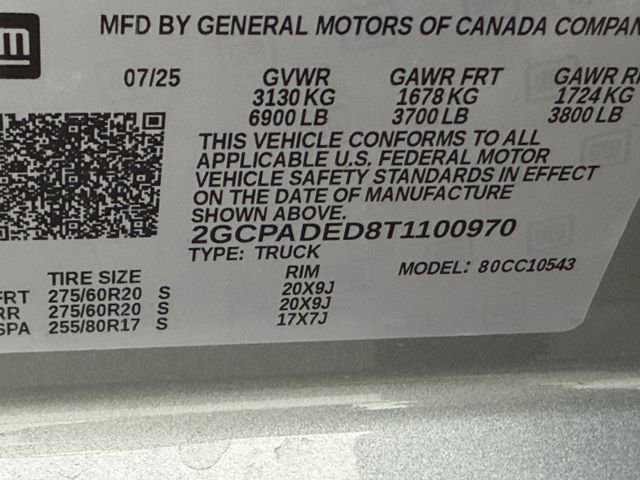 gm
MFD BY GENERAL MOTORS OF CANADA COMPAN
07/25 GVWR GAWR FRT GAWR
3130 KG 1678 KG 1724 KG
6900 LB 3700 LB 3800 LB
THIS VEHICLE CONFORMS TO ALL
APPLICABLE U.S. FEDERAL MOTOR
VEHICLE SAFETY STANDARDS IN EFFECT
ON THE DATE OF MANUFACTURE
SHOWN ABOVE.
2GCPADED8T1100970
TYPE: TRUCK MODEL: 80CC10543
TIRE SIZE RIM
FRT 275/60R20 S 20X9J
RR 275/60R20 S 20X9J
SPA 255/80R17 S 17X7J